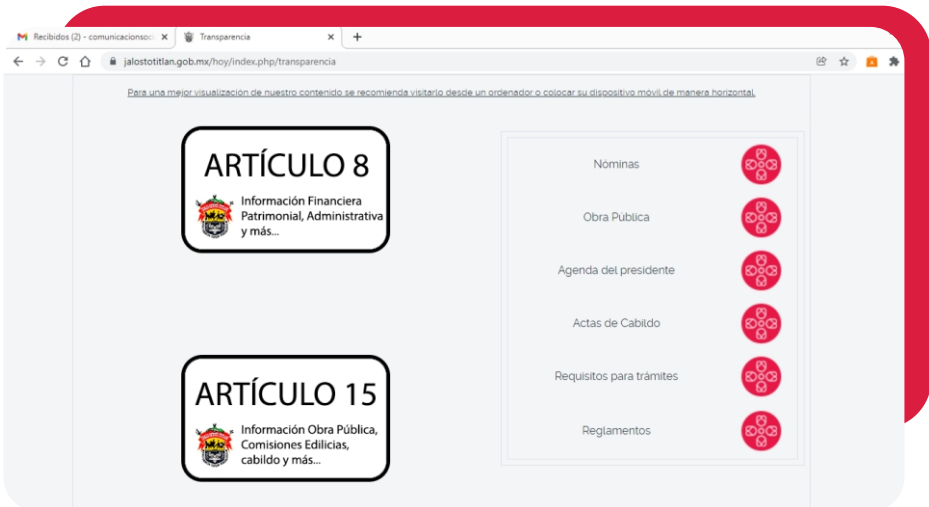 Recibidos (2) - comunicacionsoci
Transparencia
jalostotitlan.gob.mx/hoy/index.php/transparencia
Para una mejor visualización de nuestro contenido se recomienda visitarlo desde un ordenador o colocar su dispositivo móvil de manera horizontal.
ARTÍCULO 8
Información Financiera
Patrimonial, Administrativa
y más...
ARTÍCULO 15
Información Obra Pública,
Comisiones Edilicias,
cabildo y más...
Nóminas
Obra Pública
Agenda del presidente
Actas de Cabildo
Requisitos para trámites
Reglamentos